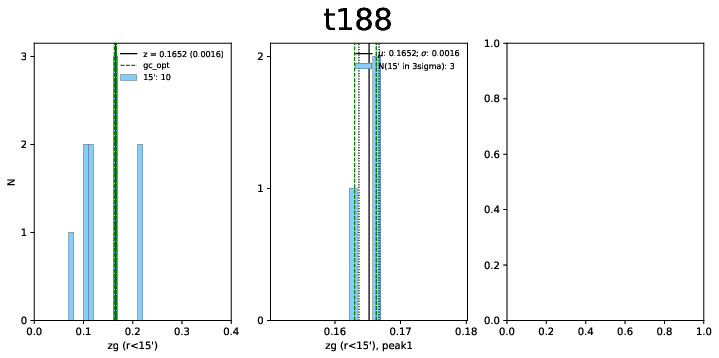 t188
z = 0.1652 (0.0016)
gc_opt
15': 10
N
3
2
1
0
0.0 0.1 0.2 0.3 0.4
zg (r<15')
μ: 0.1652; σ: 0.0016
N(15' in 3sigma): 3
2
1
0
0.16 0.17 0.18
zg (r<15'), peak1
1.0
0.8
0.6
0.4
0.2
0.0
0.0 0.2 0.4 0.6 0.8 1.0